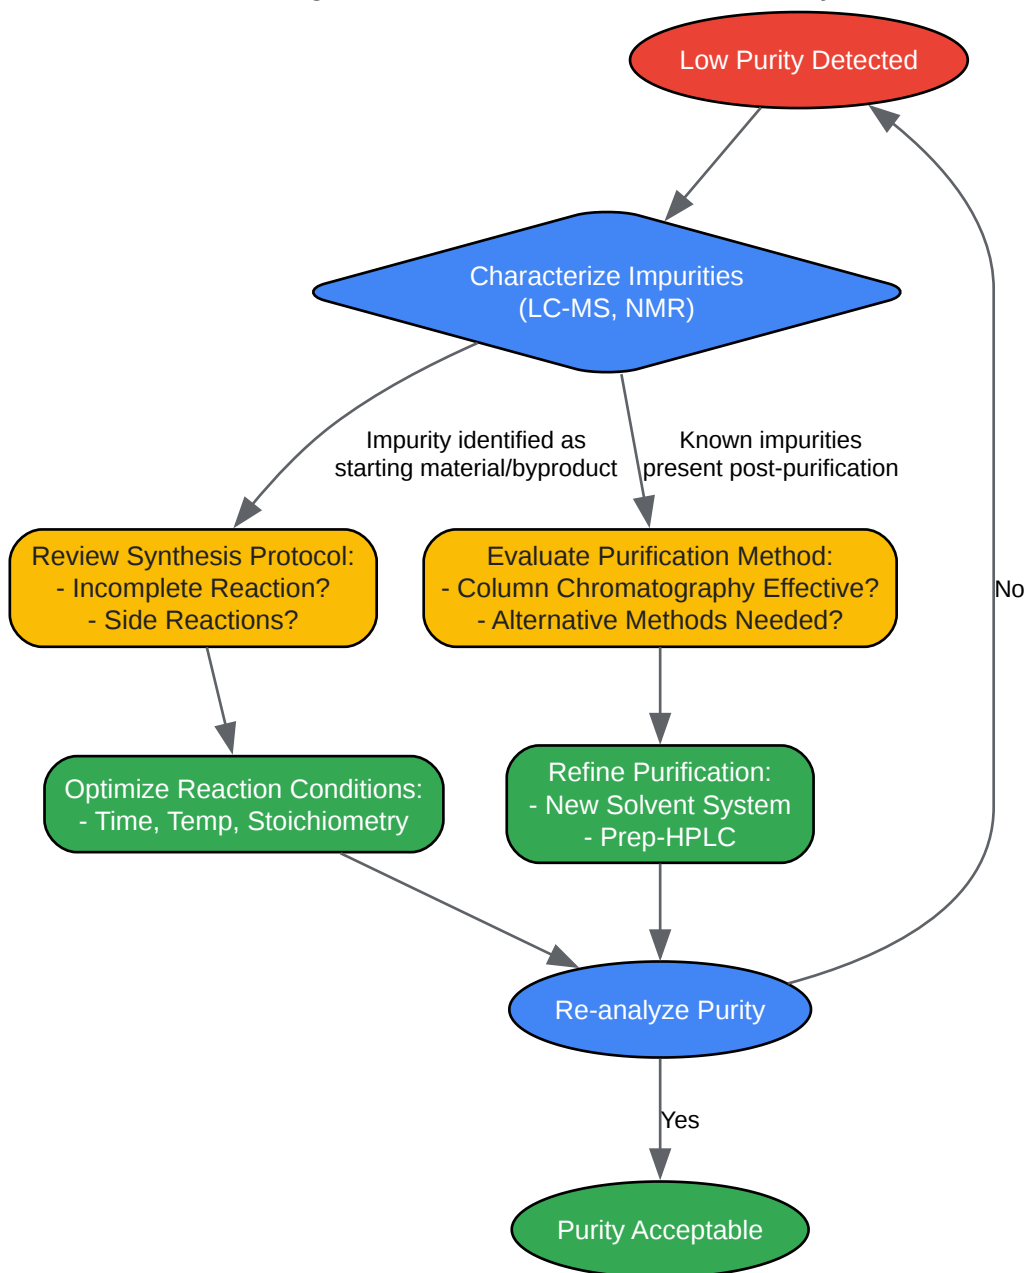 Low Purity Detected
Characterize Impurities
(LC-MS, NMR)
Impurity identified as
starting material/byproduct
Known impurities
present post-purification
Review Synthesis Protocol:
- Incomplete Reaction?
- Side Reactions?
Evaluate Purification Method:
- Column Chromatography Effective?
- Alternative Methods Needed?
No
Optimize Reaction Conditions:
- Time, Temp, Stoichiometry
Refine Purification:
- New Solvent System
- Prep-HPLC
Re-analyze Purity
Yes
Purity Acceptable